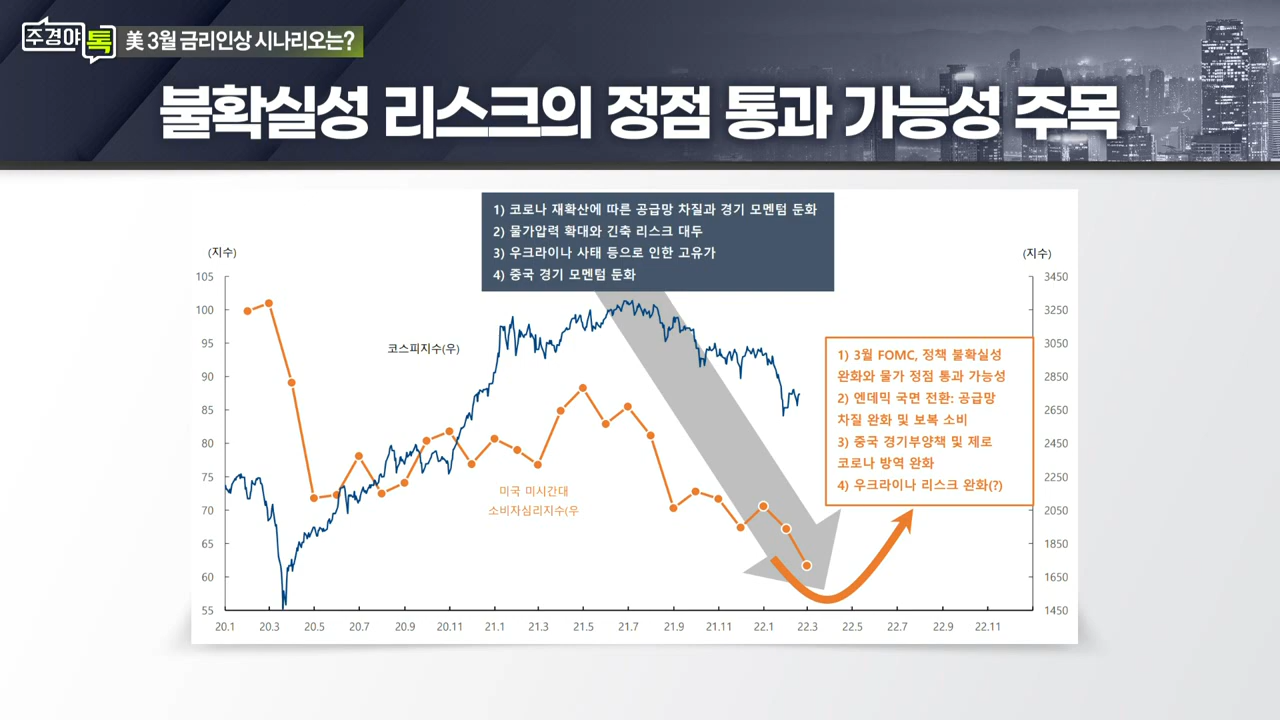 주경야톡
美 3월 금리인상 시나리오는?
불확실성 리스크의 정점 통과 가능성 주목
1) 코로나 재확산에 따른 공급망 차질과 경기 모멘텀 둔화
2) 물가압력 확대와 긴축 리스크 대두
3) 우크라이나 사태 등으로 인한 고유가
4) 중국 경기 모멘텀 둔화
(지수)
(지수)
105
100
95
90
85
80
75
70
65
60
55
코스피지수(우)
미국 미시간대
소비자심리지수(우
3450
3250
3050
2850
2650
2450
2250
2050
1850
1650
1450
1) 3월 FOMC, 정책 불확실성
완화와 물가 정점 통과 가능성
2) 엔데믹 국면 전환: 공급망
차질 완화 및 보복 소비
3) 중국 경기부양책 및 제로
코로나 방역 완화
4) 우크라이나 리스크 완화(?)
20.1 20.3 20.5 20.7 20.9 20.11 21.1 21.3 21.5 21.7 21.9 21.11 22.1 22.3 22.5 22.7 22.9 22.11